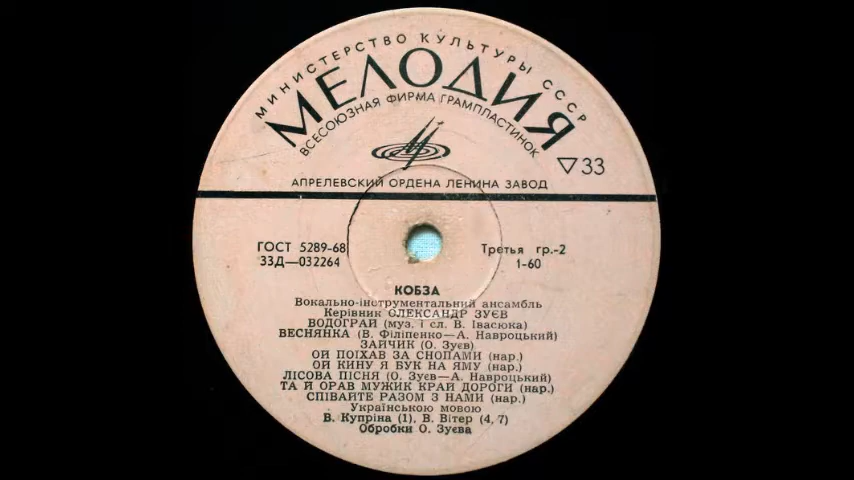 МИНИСТЕРСТВО КУЛЬТУРЫ СССР
МЕЛОДИЯ
ВСЕСОЮЗНАЯ ФИРМА ГРАМПЛАСТИНОК
▽33
АПРЕЛЕВСКИЙ ОРДЕНА ЛЕНИНА ЗАВОД
ГОСТ 5289-68 Третья гр.-2
33Д—032264 1-60
КОБЗА
Вокально-інструментальний ансамбль
Керівник ОЛЕКСАНДР ЗУЄВ
ВОДОГРАЙ (муз. і сл. В. Івасюка)
ВЕСНЯНКА (В. Філіпенко—А. Навроцький)
ЗАЙЧИК (О. Зуєв)
ОЙ ПОЇХАВ ЗА СНОПАМИ (нар.)
ОЙ КИНУ Я БУК НА ЯМУ (нар.)
ЛІСОВА ПІСНЯ (О. Зуєв—А. Навроцький)
ТА Й ОРАВ МУЖИК КРАЙ ДОРОГИ (нар.)
СПІВАЙТЕ РАЗОМ З НАМИ (нар.)
Українською мовою
В. Купріна (1), В. Вітер (4, 7)
Обробки О. Зуєва